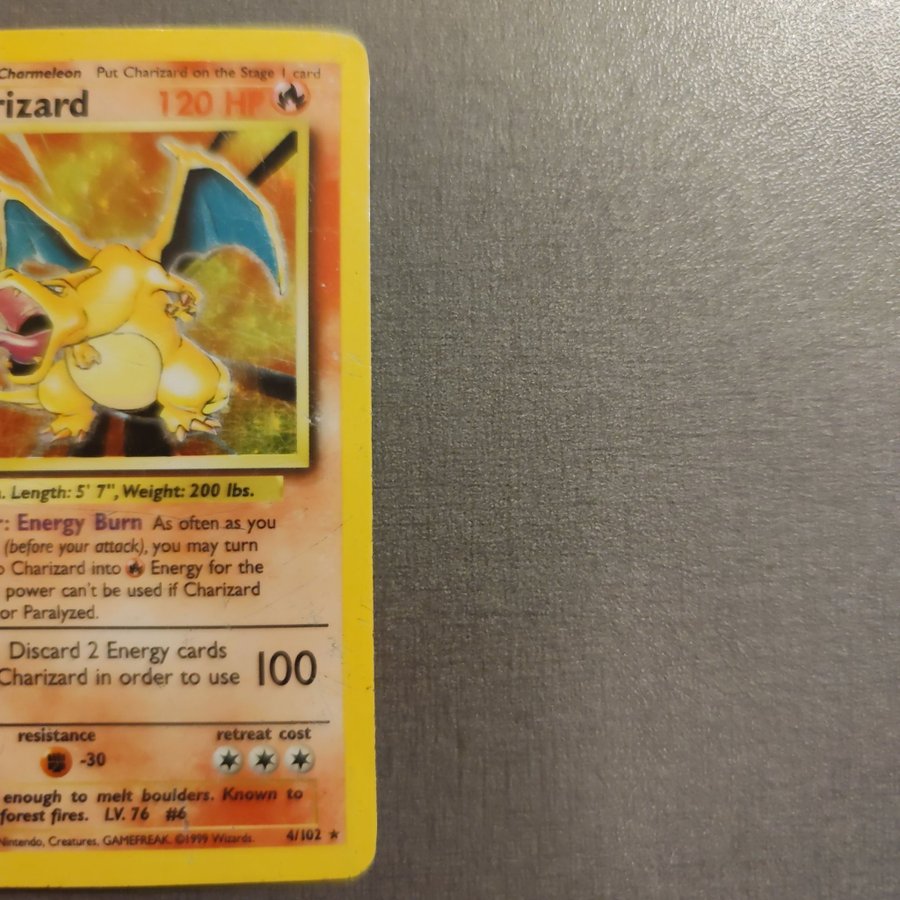 Charmeleon Put Charizard on the Stage 1 card
rizard 120 HP
. Length: 5' 7", Weight: 200 lbs.
r: Energy Burn As often as you
(before your attack), you may turn
o Charizard into Energy for the
power can't be used if Charizard
or Paralyzed.
Discard 2 Energy cards
Charizard in order to use 100
resistance retreat cost
-30
enough to melt boulders. Known to
forest fires. LV. 76 #6
Nintendo, Creatures, GAMEFREAK. ©1999 Wizards. 4/102 ★